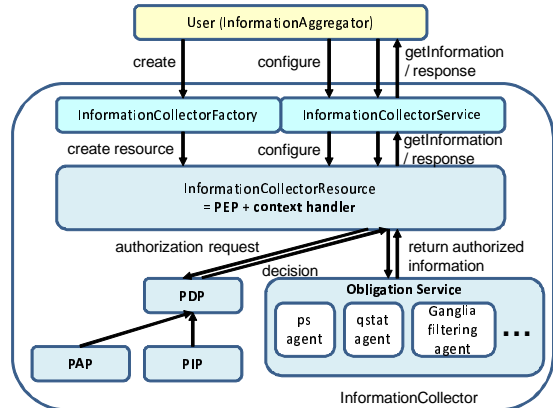 User (InformationAggregator)
create
configure
getInformation
/ response
InformationCollectorFactory
InformationCollectorService
create resource
configure
getInformation
/ response
InformationCollectorResource
= PEP + context handler
authorization request
decision
return authorized
information
PDP
Obligation Service
ps
agent
qstat
agent
Ganglia
filtering
agent
...
PAP
PIP
InformationCollector